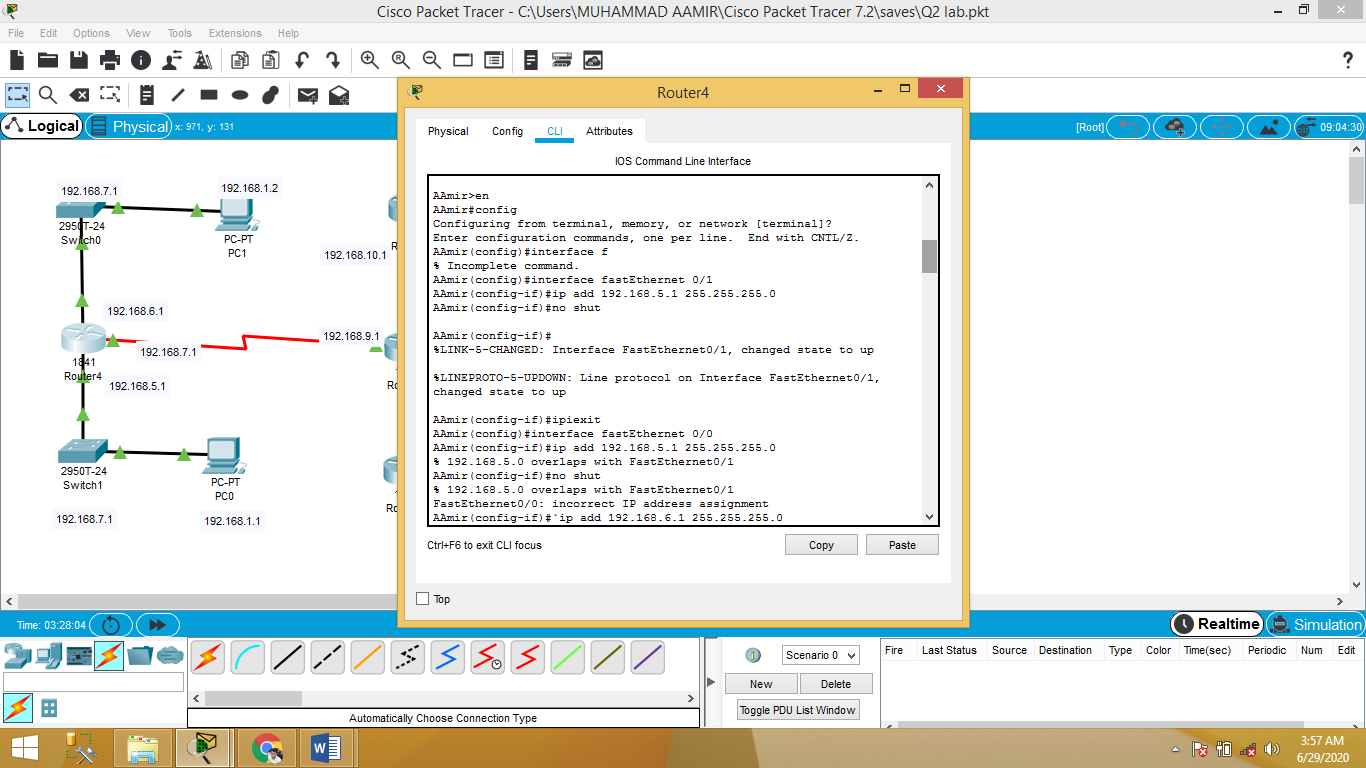 Cisco Packet Tracer - C:\Users\MUHAMMAD AAMIR\Cisco Packet Tracer 7.2\saves\Q2 lab.pkt
File Edit Options View Tools Extensions Help
Logical Physical x: 971, y: 131 [Root] 09:04:30
192.168.7.1
192.168.1.2
2950T-24
Switch0
PC-PT
PC1
192.168.10.1
192.168.6.1
192.168.9.1
192.168.7.1
1841
Router4
192.168.5.1
2950T-24
Switch1
PC-PT
PC0
192.168.7.1
192.168.1.1
Router4
Physical Config CLI Attributes
IOS Command Line Interface
AAmir>en
AAmir#config
Configuring from terminal, memory, or network [terminal]?
Enter configuration commands, one per line. End with CNTL/Z.
AAmir(config)#interface f
% Incomplete command.
AAmir(config)#interface fastEthernet 0/1
AAmir(config-if)#ip add 192.168.5.1 255.255.255.0
AAmir(config-if)#no shut
AAmir(config-if)#
%LINK-5-CHANGED: Interface FastEthernet0/1, changed state to up
%LINEPROTO-5-UPDOWN: Line protocol on Interface FastEthernet0/1,
changed state to up
AAmir(config-if)#ipiexit
AAmir(config)#interface fastEthernet 0/0
AAmir(config-if)#ip add 192.168.5.1 255.255.255.0
% 192.168.5.0 overlaps with FastEthernet0/1
AAmir(config-if)#no shut
% 192.168.5.0 overlaps with FastEthernet0/1
FastEthernet0/0: incorrect IP address assignment
AAmir(config-if)#`ip add 192.168.6.1 255.255.255.0
Ctrl+F6 to exit CLI focus
Copy Paste
Top
Time: 03:28:04
Realtime Simulation
Scenario 0
New Delete
Toggle PDU List Window
Fire Last Status Source Destination Type Color Time(sec) Periodic Num Edit
Automatically Choose Connection Type
3:57 AM
6/29/2020